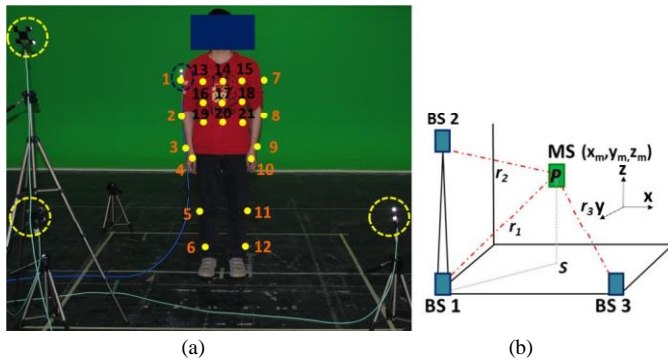 13 14 15
1 7
16 17 18
2 19 20 21 8
3 9
4 10
5 11
6 12
BS 2
MS (xm,ym,zm)
P
z
r2
r3
y
x
r1
S
BS 1
BS 3
(a)
(b)